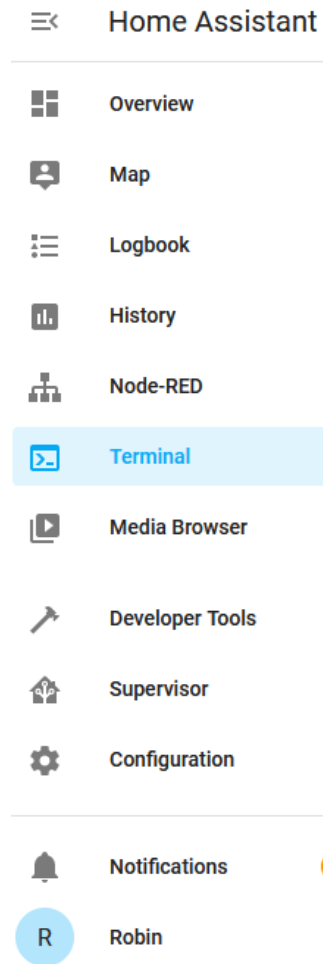 Home Assistant
Overview
Map
Logbook
History
Node-RED
Terminal
Media Browser
Developer Tools
Supervisor
Configuration
Notifications
R
Robin